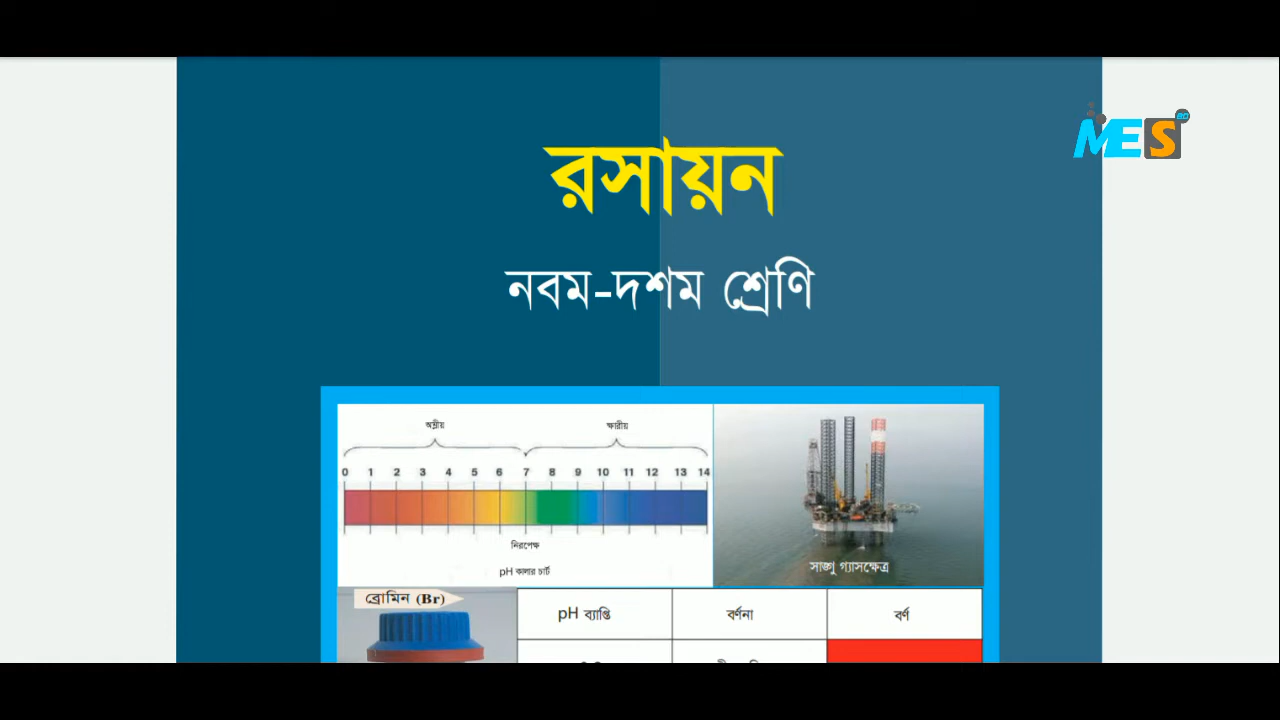 রসায়ন
MES BD
নবম-দশম শ্রেণি
অম্লীয়
ক্ষারীয়
0 1 2 3 4 5 6 7 8 9 10 11 12 13 14
নিরপেক্ষ
pH কালার চার্ট
সাঙ্গু গ্যাসক্ষেত্র
ব্রোমিন (Br)
pH ব্যাপ্তি
বর্ণনা
বর্ণ